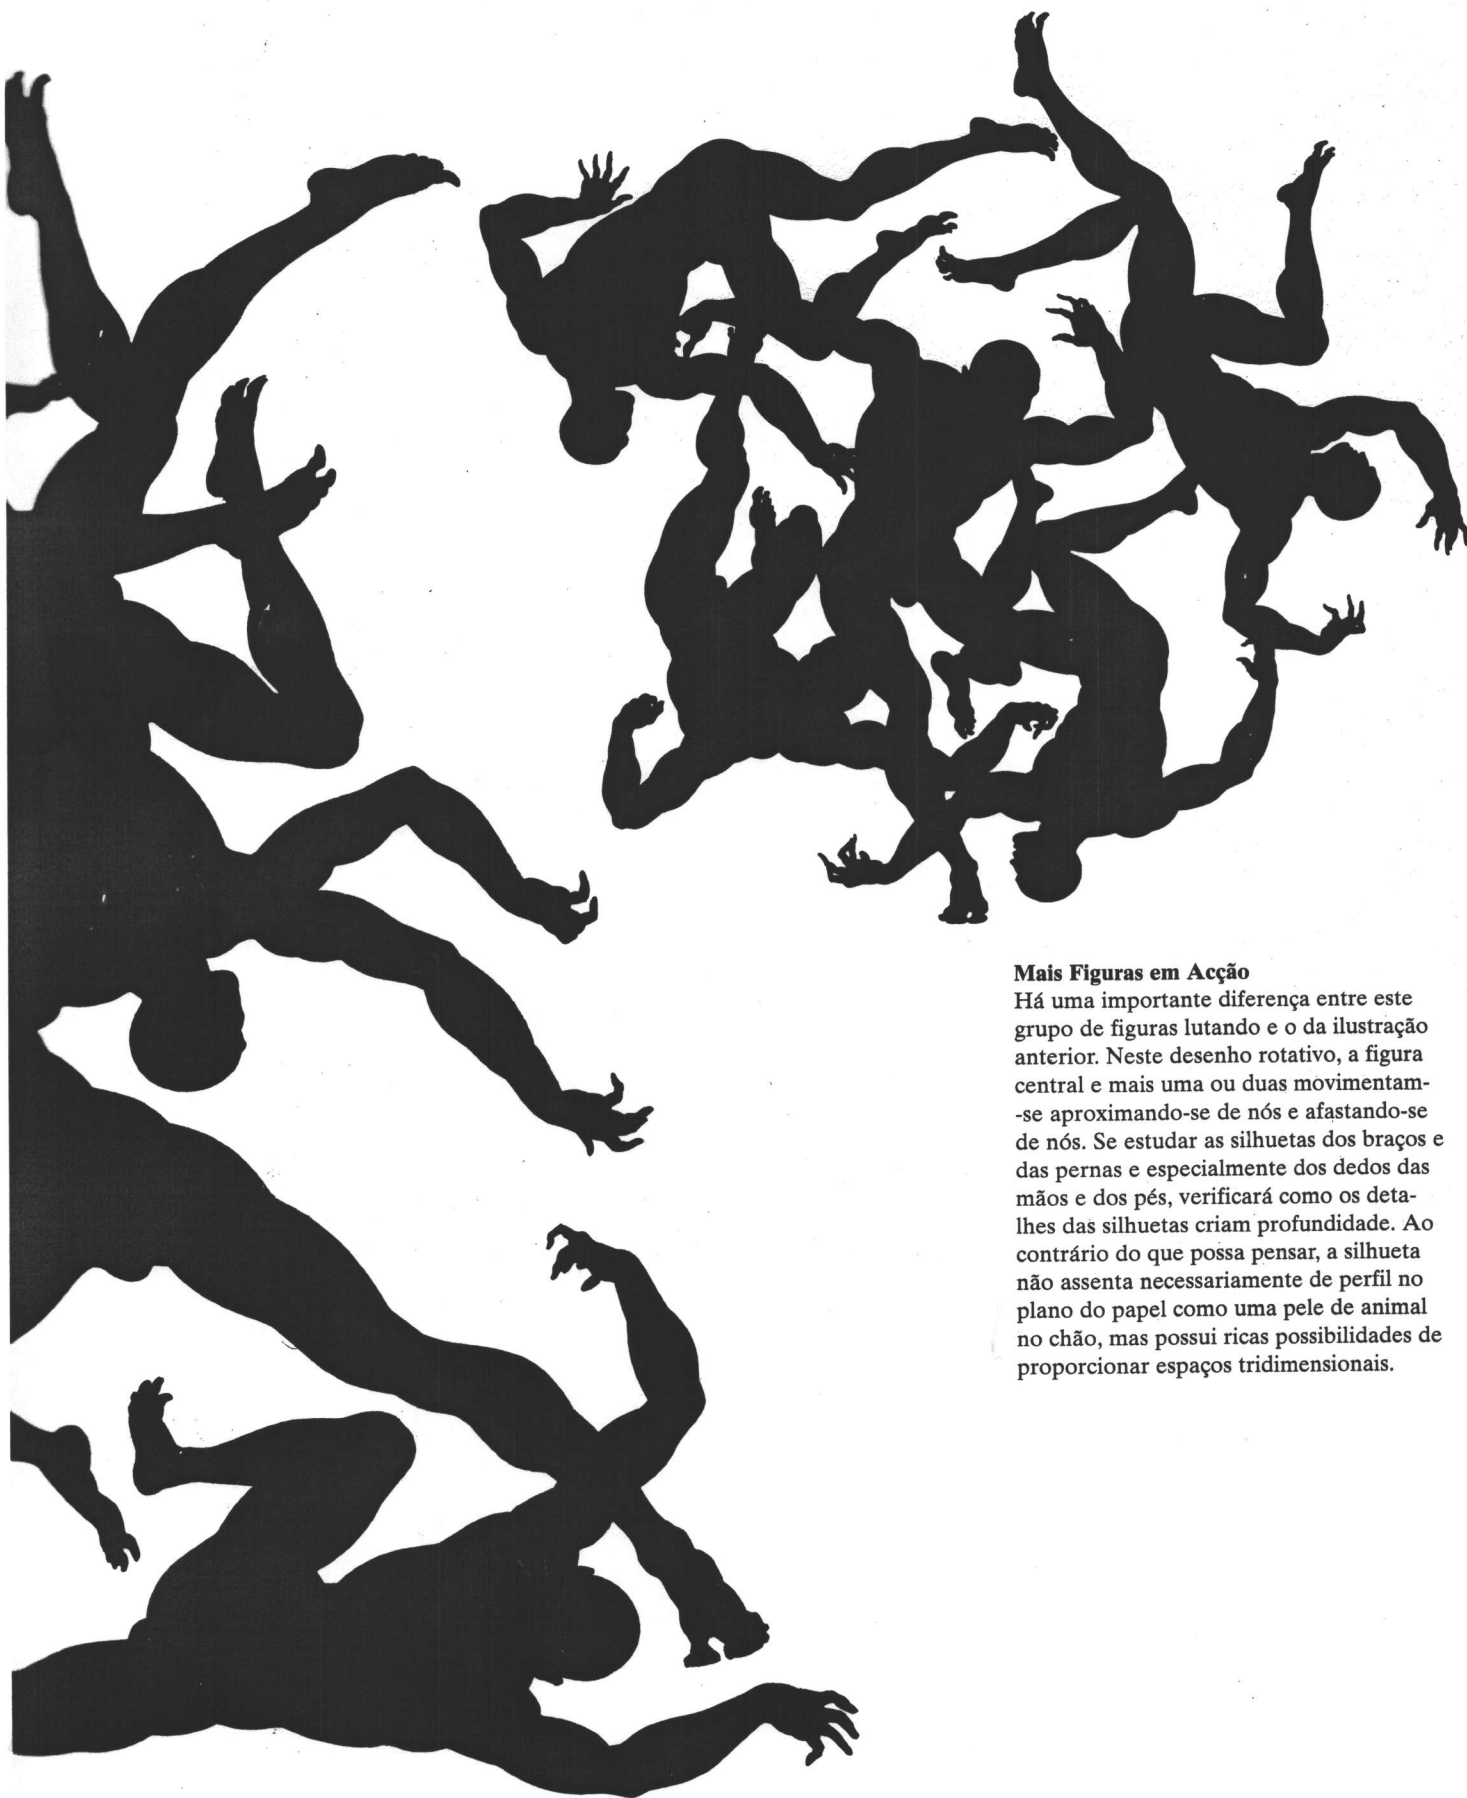 Mais Figuras em Acção
Há uma importante diferença entre este
grupo de figuras lutando e o da ilustração
anterior. Neste desenho rotativo, a figura
central e mais uma ou duas movimentam-
-se aproximando-se de nós e afastando-se
de nós. Se estudar as silhuetas dos braços e
das pernas e especialmente dos dedos das
mãos e dos pés, verificará como os deta-
lhes das silhuetas criam profundidade. Ao
contrário do que possa pensar, a silhueta
não assenta necessariamente de perfil no
plano do papel como uma pele de animal
no chão, mas possui ricas possibilidades de
proporcionar espaços tridimensionais.